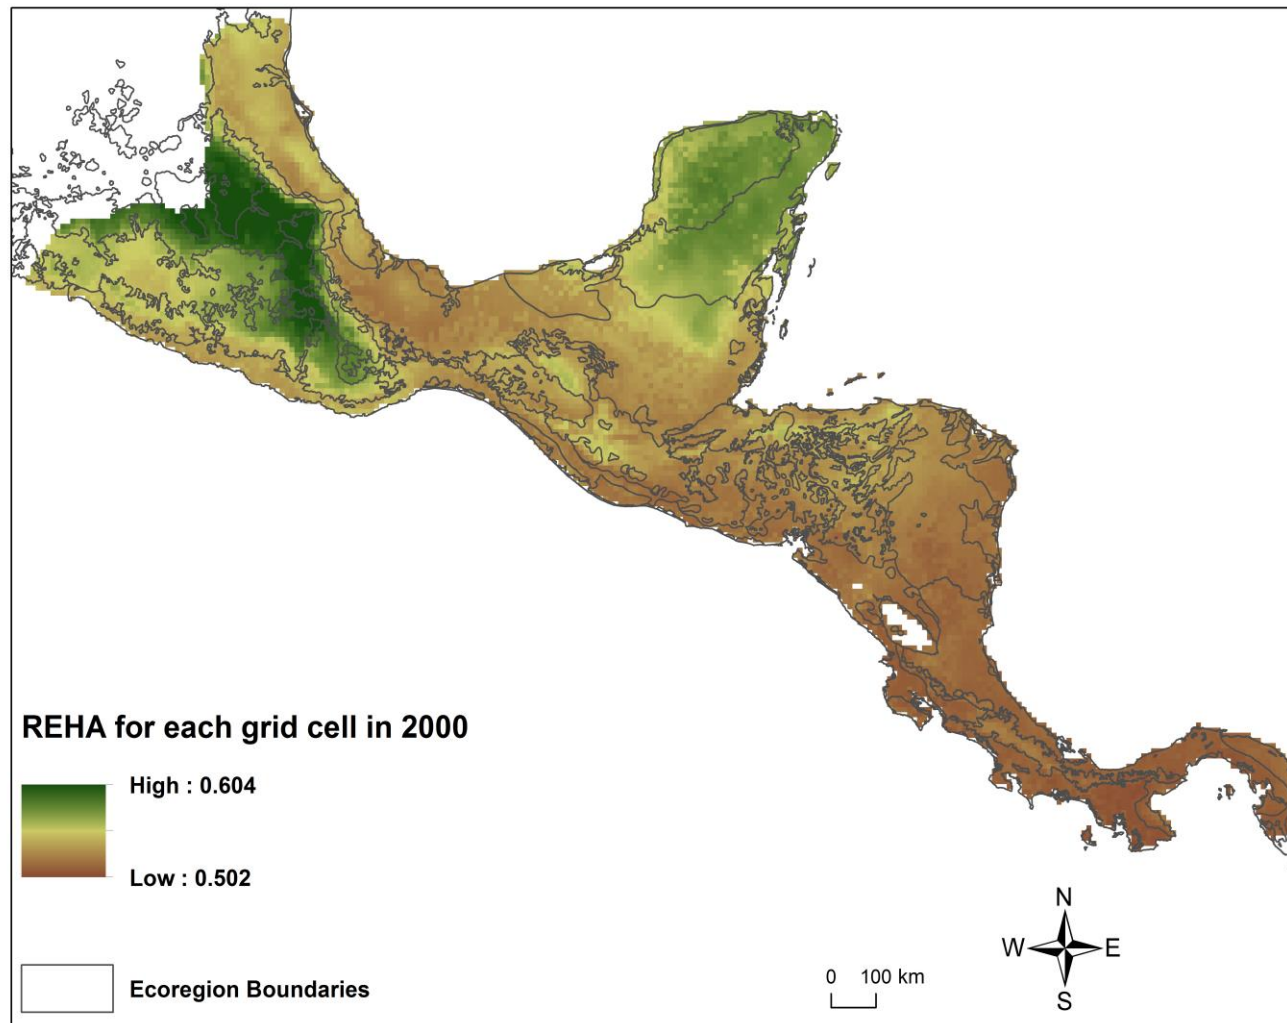 REHA for each grid cell in 2000
High : 0.604
Low : 0.502
Ecoregion Boundaries
0 100 km
N
W E
S